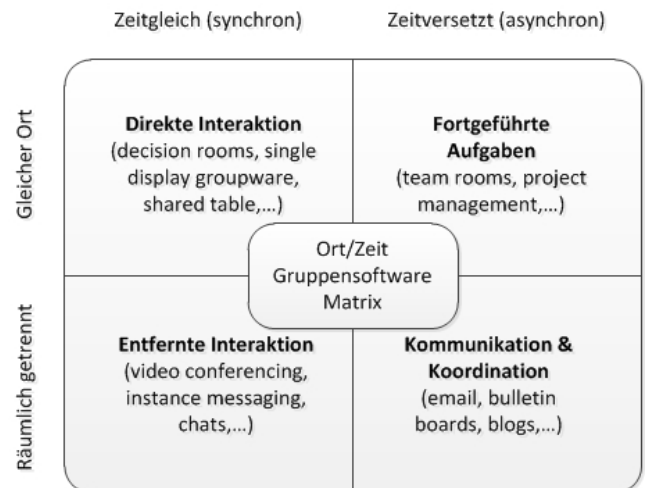 Zeitgleich (synchron)
Zeitversetzt (asynchron)
Gleicher Ort
Direkte Interaktion
(decision rooms, single
display groupware,
shared table,...)
Fortgeführte
Aufgaben
(team rooms, project
management,...)
Ort/Zeit
Gruppensoftware
Matrix
Räumlich getrennt
Entfernte Interaktion
(video conferencing,
instance messaging,
chats,...)
Kommunikation &
Koordination
(email, bulletin
boards, blogs,...)